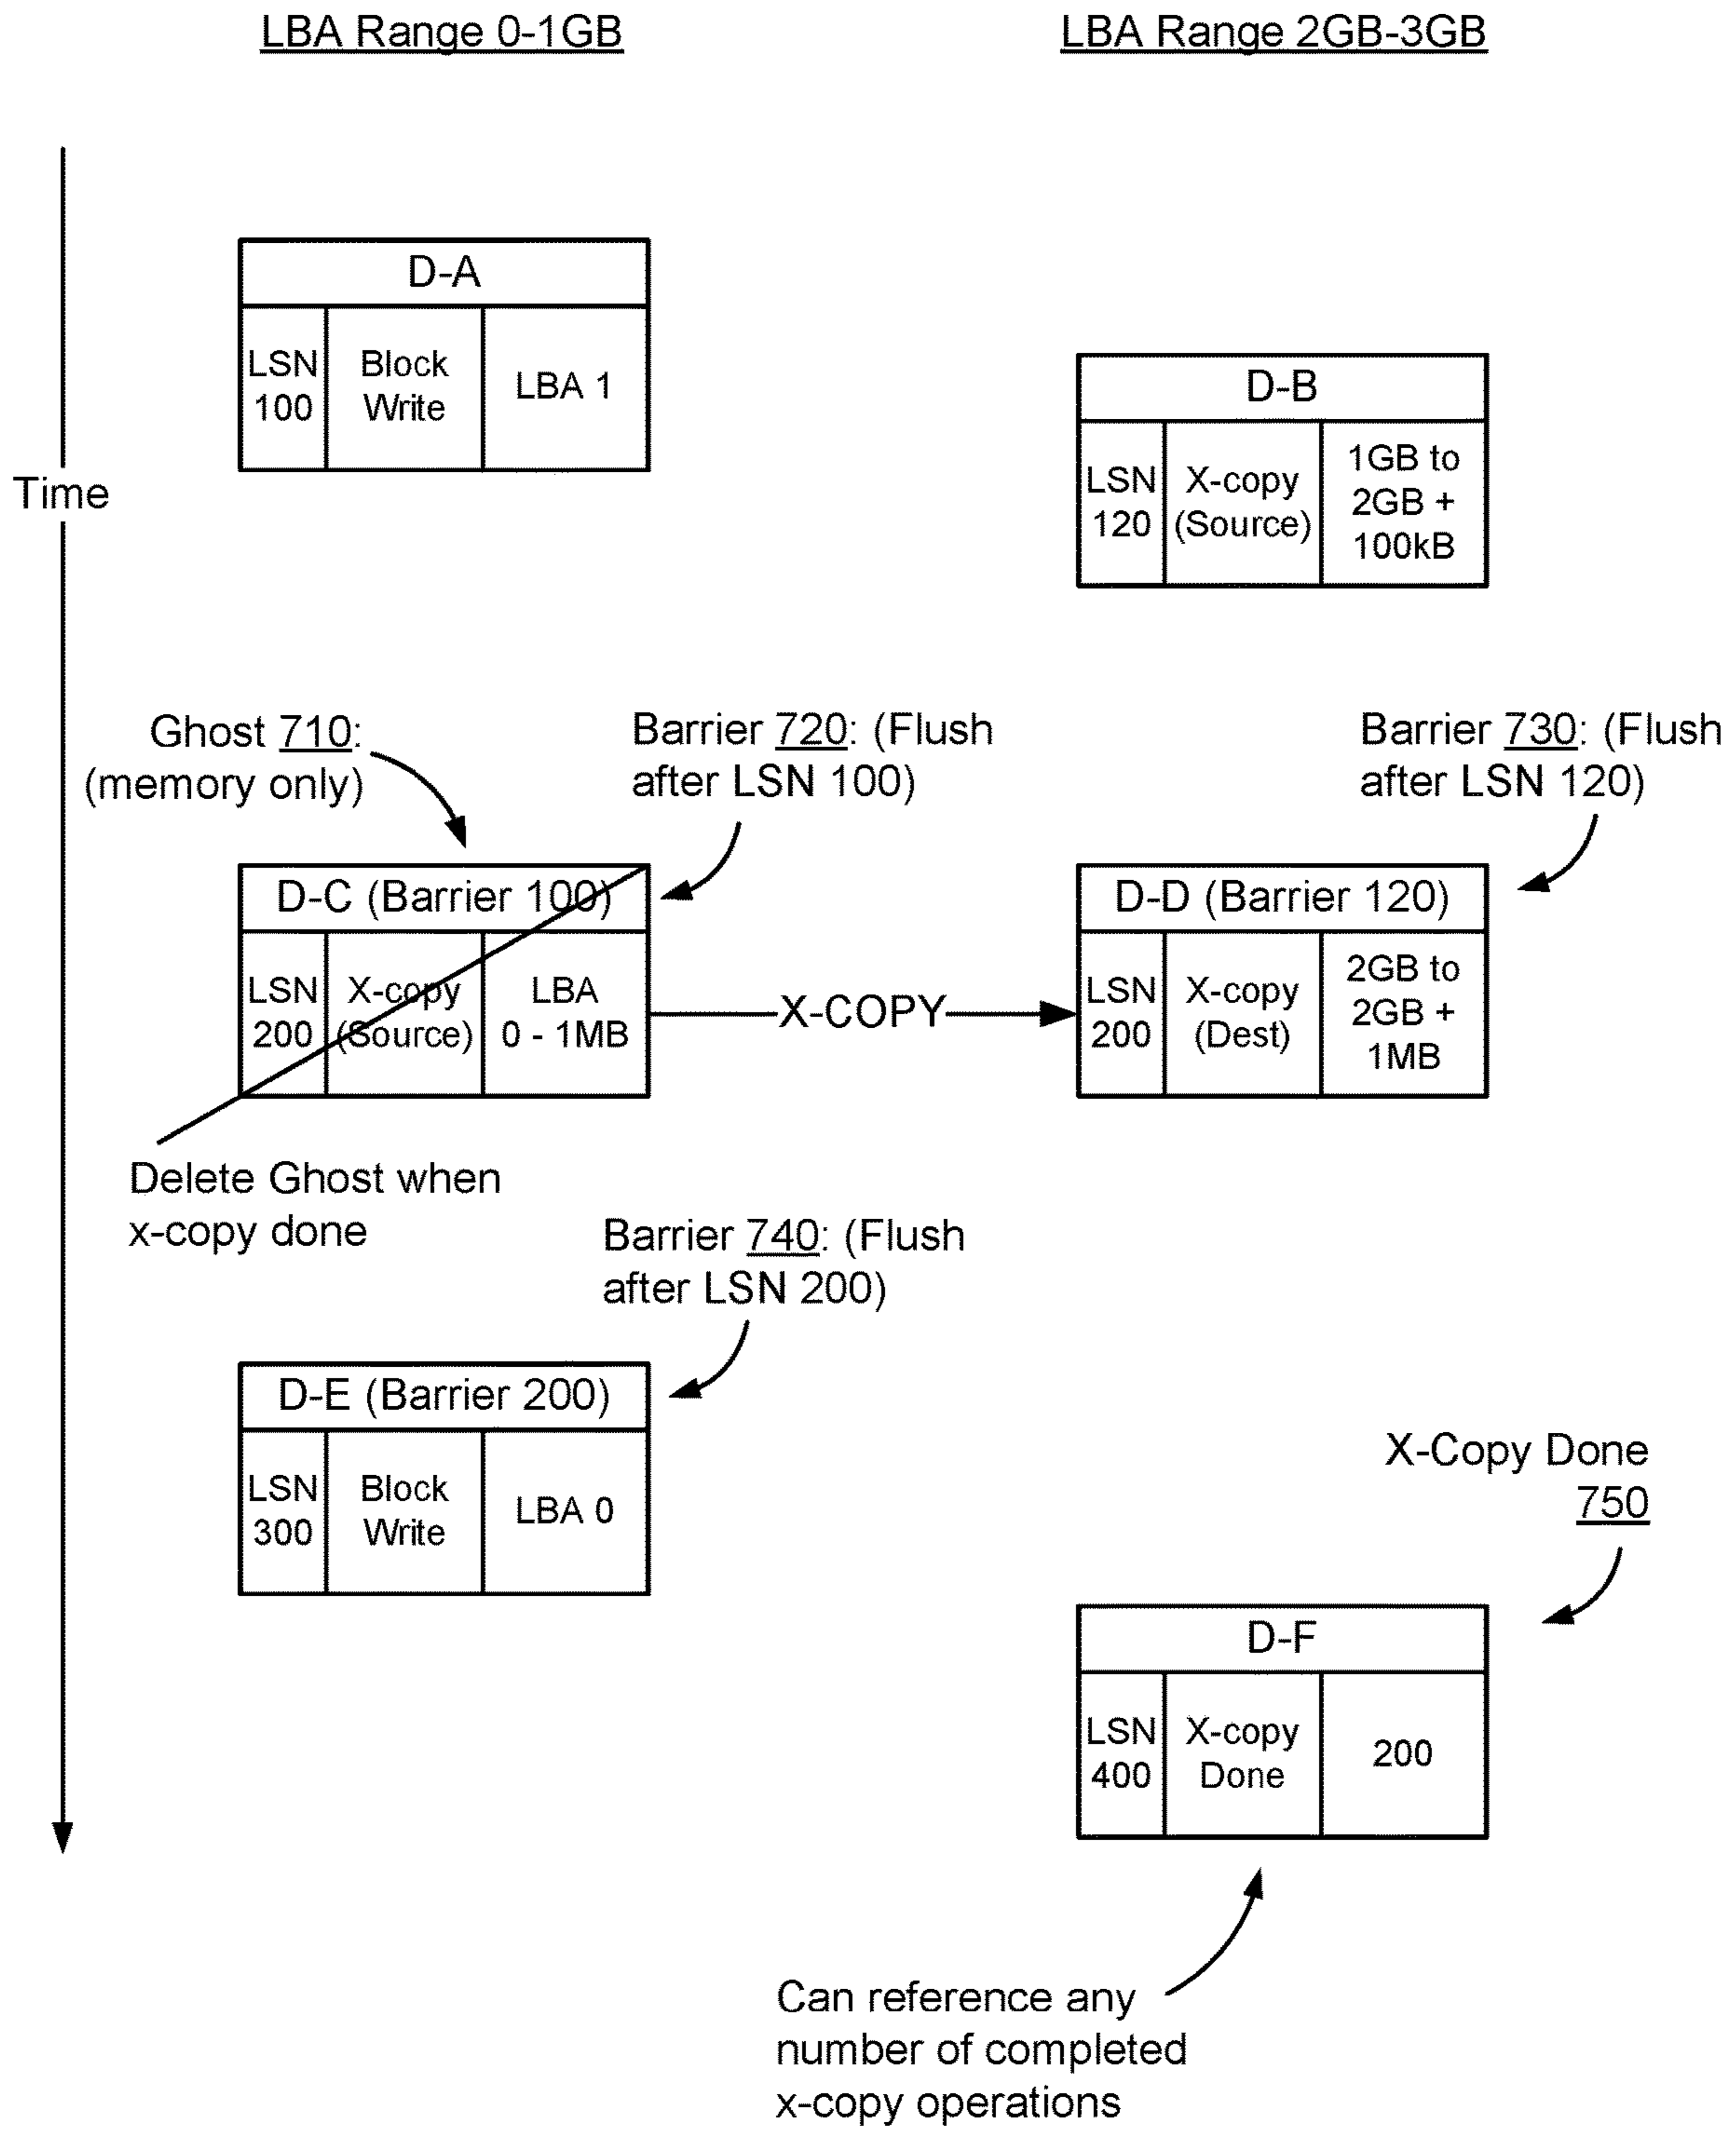 LBA Range 0-1GB
LBA Range 2GB-3GB
Time
D-A
LSN
100
Block
Write
LBA 1
D-B
LSN
120
X-copy
(Source)
1GB to
2GB +
100kB
Ghost 710:
(memory only)
Barrier 720: (Flush
after LSN 100)
Barrier 730: (Flush
after LSN 120)
D-C (Barrier 100)
LSN
200
X-copy
(Source)
LBA
0 - 1MB
X-COPY
D-D (Barrier 120)
LSN
200
X-copy
(Dest)
2GB to
2GB +
1MB
Delete Ghost when
x-copy done
Barrier 740: (Flush
after LSN 200)
D-E (Barrier 200)
LSN
300
Block
Write
LBA 0
X-Copy Done
750
D-F
LSN
400
X-copy
Done
200
Can reference any
number of completed
x-copy operations